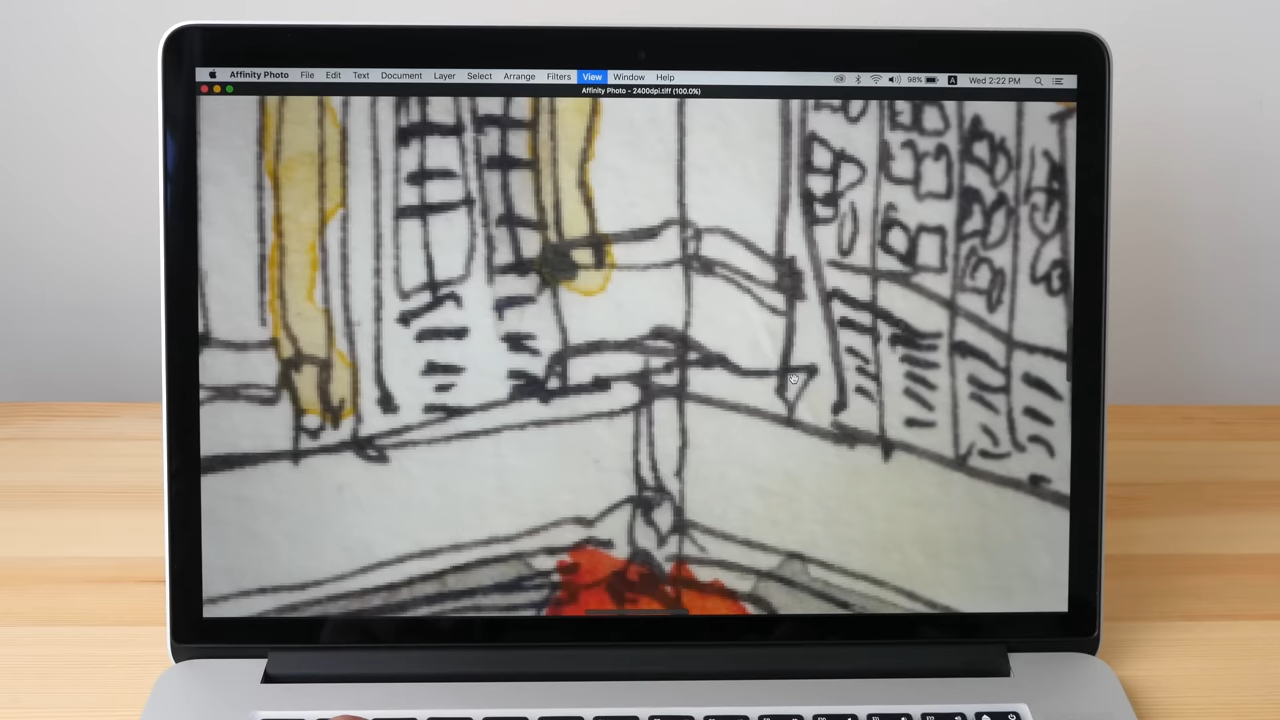 Affinity Photo File Edit Text Document Layer Select Arrange Filters View Window Help 98% A Wed 2:22 PM
Affinity Photo - 2400dpi.tiff (100.0%)